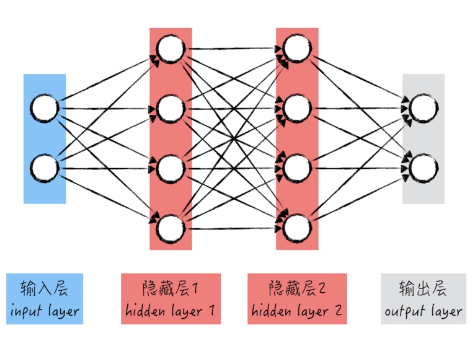 输入层
input layer
隐藏层1
hidden layer 1
隐藏层2
hidden layer 2
输出层
output layer